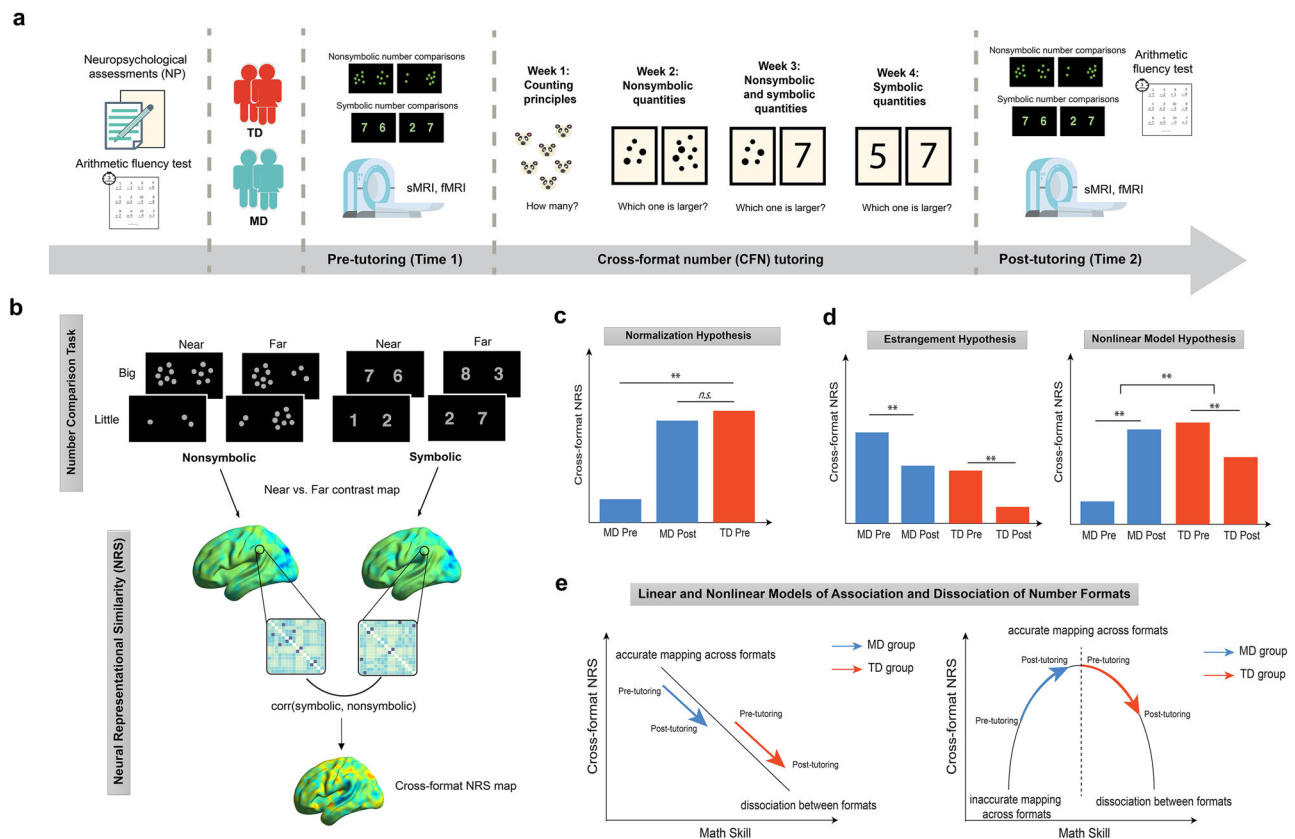 a
Neuropsychological
assessments (NP)
Arithmetic fluency test
3
TD
MD
Nonsymbolic number comparisons
Symbolic number comparisons
7 6 2 7
sMRI, fMRI
Week 1:
Counting
principles
How many?
Week 2:
Nonsymbolic
quantities
Which one is larger?
Week 3:
Nonsymbolic
and symbolic
quantities
7
Which one is larger?
Week 4:
Symbolic
quantities
5 7
Which one is larger?
Nonsymbolic number comparisons
Symbolic number comparisons
7 6 2 7
Arithmetic
fluency test
3
sMRI, fMRI
Pre-tutoring (Time 1)
Cross-format number (CFN) tutoring
Post-tutoring (Time 2)
b
Number Comparison Task
Near Far Near Far
Big
7 6 8 3
Little
1 2 2 7
Nonsymbolic
Symbolic
Near vs. Far contrast map
Neural Representational Similarity (NRS)
corr(symbolic, nonsymbolic)
Cross-format NRS map
c
Normalization Hypothesis
Cross-format NRS
**
n.s.
MD Pre MD Post TD Pre
d
Estrangement Hypothesis
Cross-format NRS
**
**
MD Pre MD Post TD Pre TD Post
Nonlinear Model Hypothesis
Cross-format NRS
**
** **
MD Pre MD Post TD Pre TD Post
e
Linear and Nonlinear Models of Association and Dissociation of Number Formats
Cross-format NRS
accurate mapping across formats
MD group
TD group
Pre-tutoring
Post-tutoring
Pre-tutoring
Post-tutoring
dissociation between formats
Math Skill
Cross-format NRS
accurate mapping across formats
MD group
TD group
Post-tutoring Pre-tutoring
Pre-tutoring Post-tutoring
inaccurate mapping
across formats
dissociation between formats
Math Skill